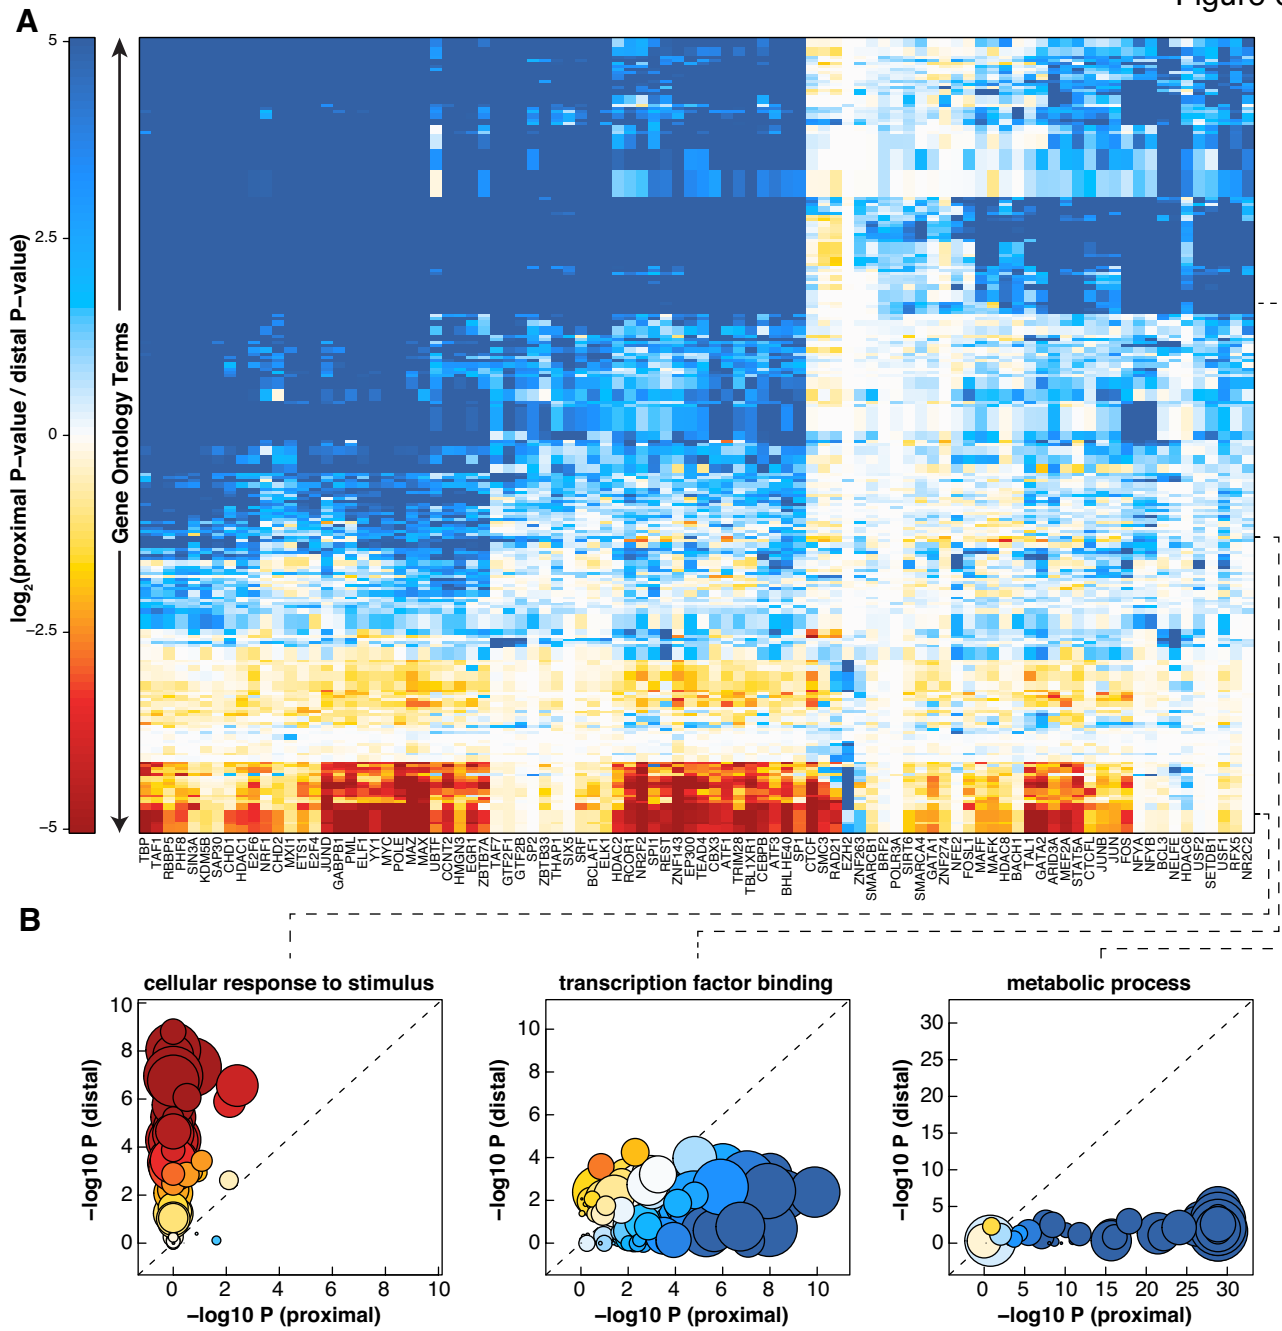 Figure
A
5
2.5
0
−2.5
−5
log2(proximal P−value / distal P−value)
Gene Ontology Terms
TBP
TAF1
RBBP5
PHF8
SIN3A
KDM5B
SAP30
CHD1
HDAC1
E2F6
NRF1
CHD2
MXI1
ETS1
E2F4
JUND
GABPB1
PML
ELF1
YY1
MYC
POLE
MAZ
MAX
UBTF
CCNT2
HMGN3
EGR1
ZBTB7A
TAF7
GTF2F1
GTF2B
SP2
ZBTB33
THAP1
SIX5
SRF
BCLAF1
ELK1
HDAC2
RCOR1
NR2F2
SPI1
REST
ZNF143
EP300
TEAD4
CBX3
ATF1
TRIM28
TBL1XR1
CEBPB
ATF3
BHLHE40
SP1
CTCF
SMC3
RAD21
EZH2
ZNF263
SMARCB1
BRF2
POLR3A
SIRT6
SMARCA4
GATA1
ZNF274
NFE2
FOSL1
MAFF
MAFK
HDAC8
BACH1
TAL1
GATA2
ARID3A
MEF2A
STAT5A
CTCFL
JUNB
JUN
FOS
NFYA
NFYB
BCL3
NELFE
HDAC6
USF2
SETDB1
USF1
RFX5
NR2C2
B
cellular response to stimulus
10
8
6
4
2
0
−log10 P (distal)
0 2 4 6 8 10
−log10 P (proximal)
transcription factor binding
10
8
6
4
2
0
−log10 P (distal)
0 2 4 6 8 10
−log10 P (proximal)
metabolic process
30
25
20
15
10
5
0
−log10 P (distal)
0 5 10 15 20 25 30
−log10 P (proximal)